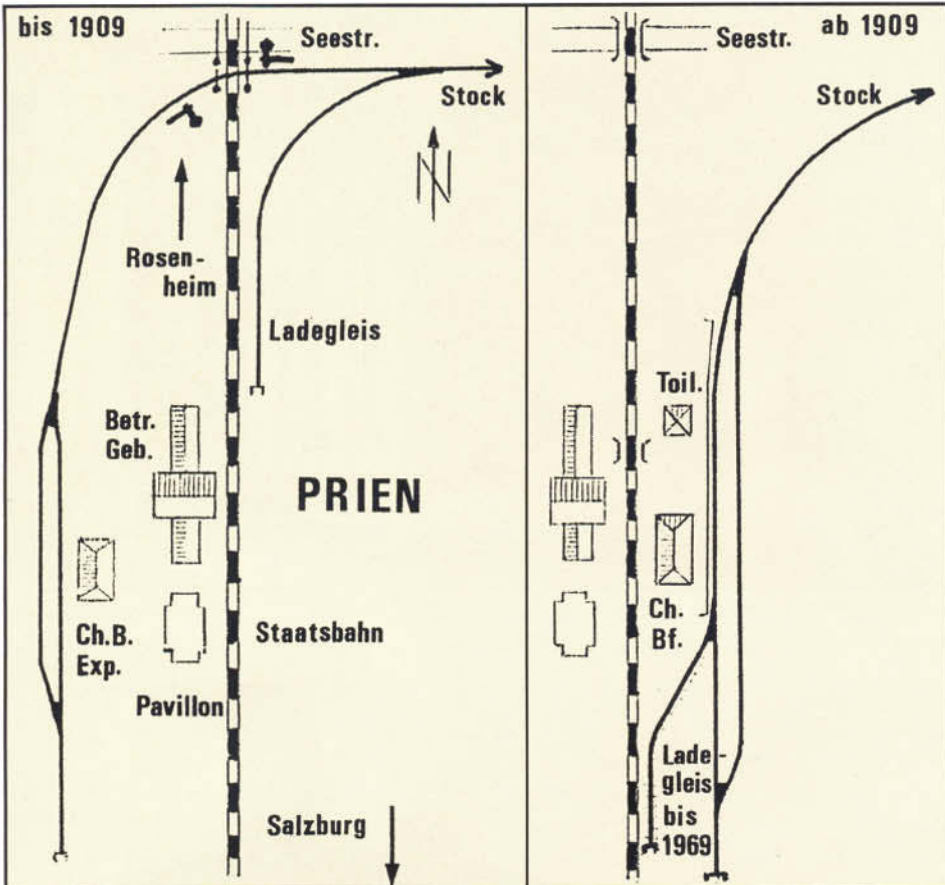 bis 1909
Seestr.
Stock
N
Rosen-
heim
Ladegleis
Betr.
Geb.
PRIEN
Ch.B.
Exp.
Staatsbahn
Pavillon
Salzburg
ab 1909
Seestr.
Stock
Toil.
Ch.
Bf.
Lade-
gleis
bis
1969